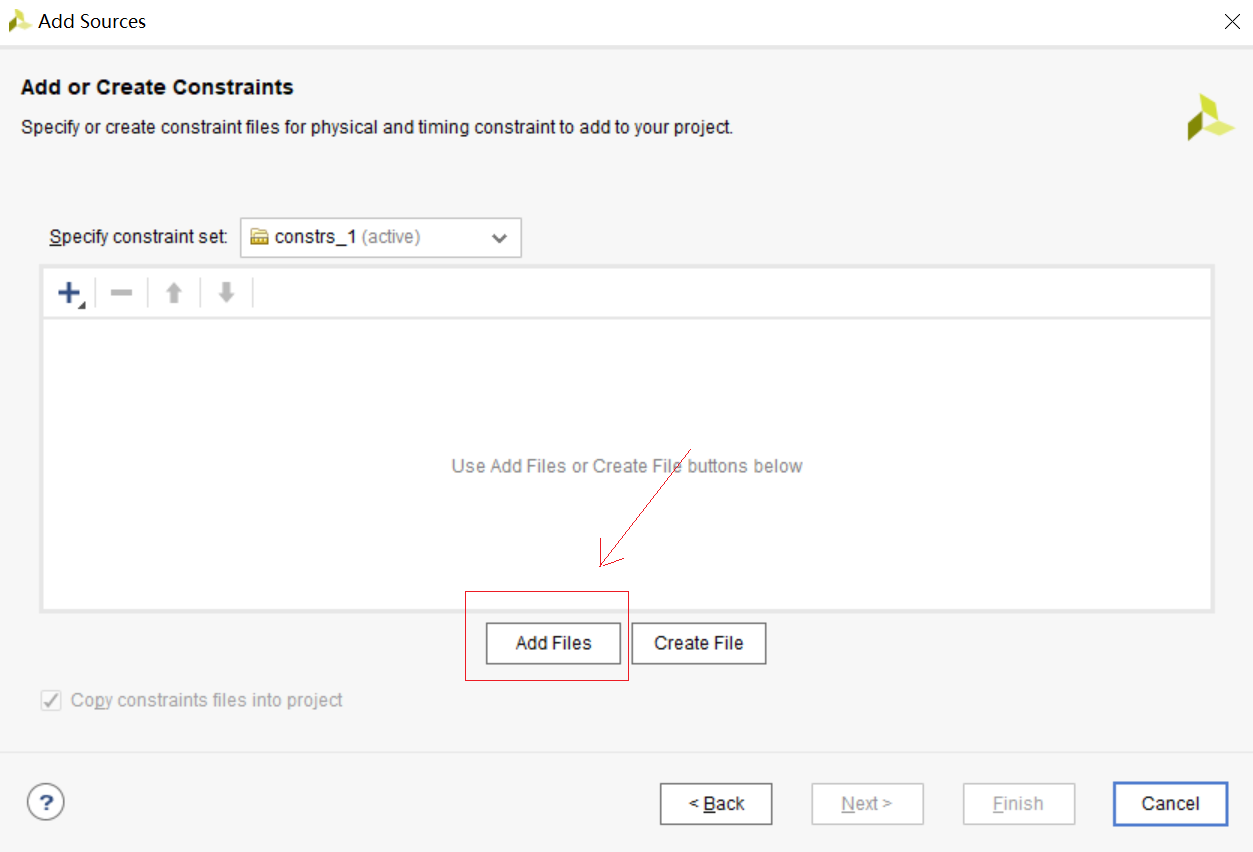 Add Sources
Add or Create Constraints
Specify or create constraint files for physical and timing constraint to add to your project.
Specify constraint set: constrs_1 (active)
Use Add Files or Create File buttons below
Add Files Create File
Copy constraints files into project
? < Back Next > Finish Cancel